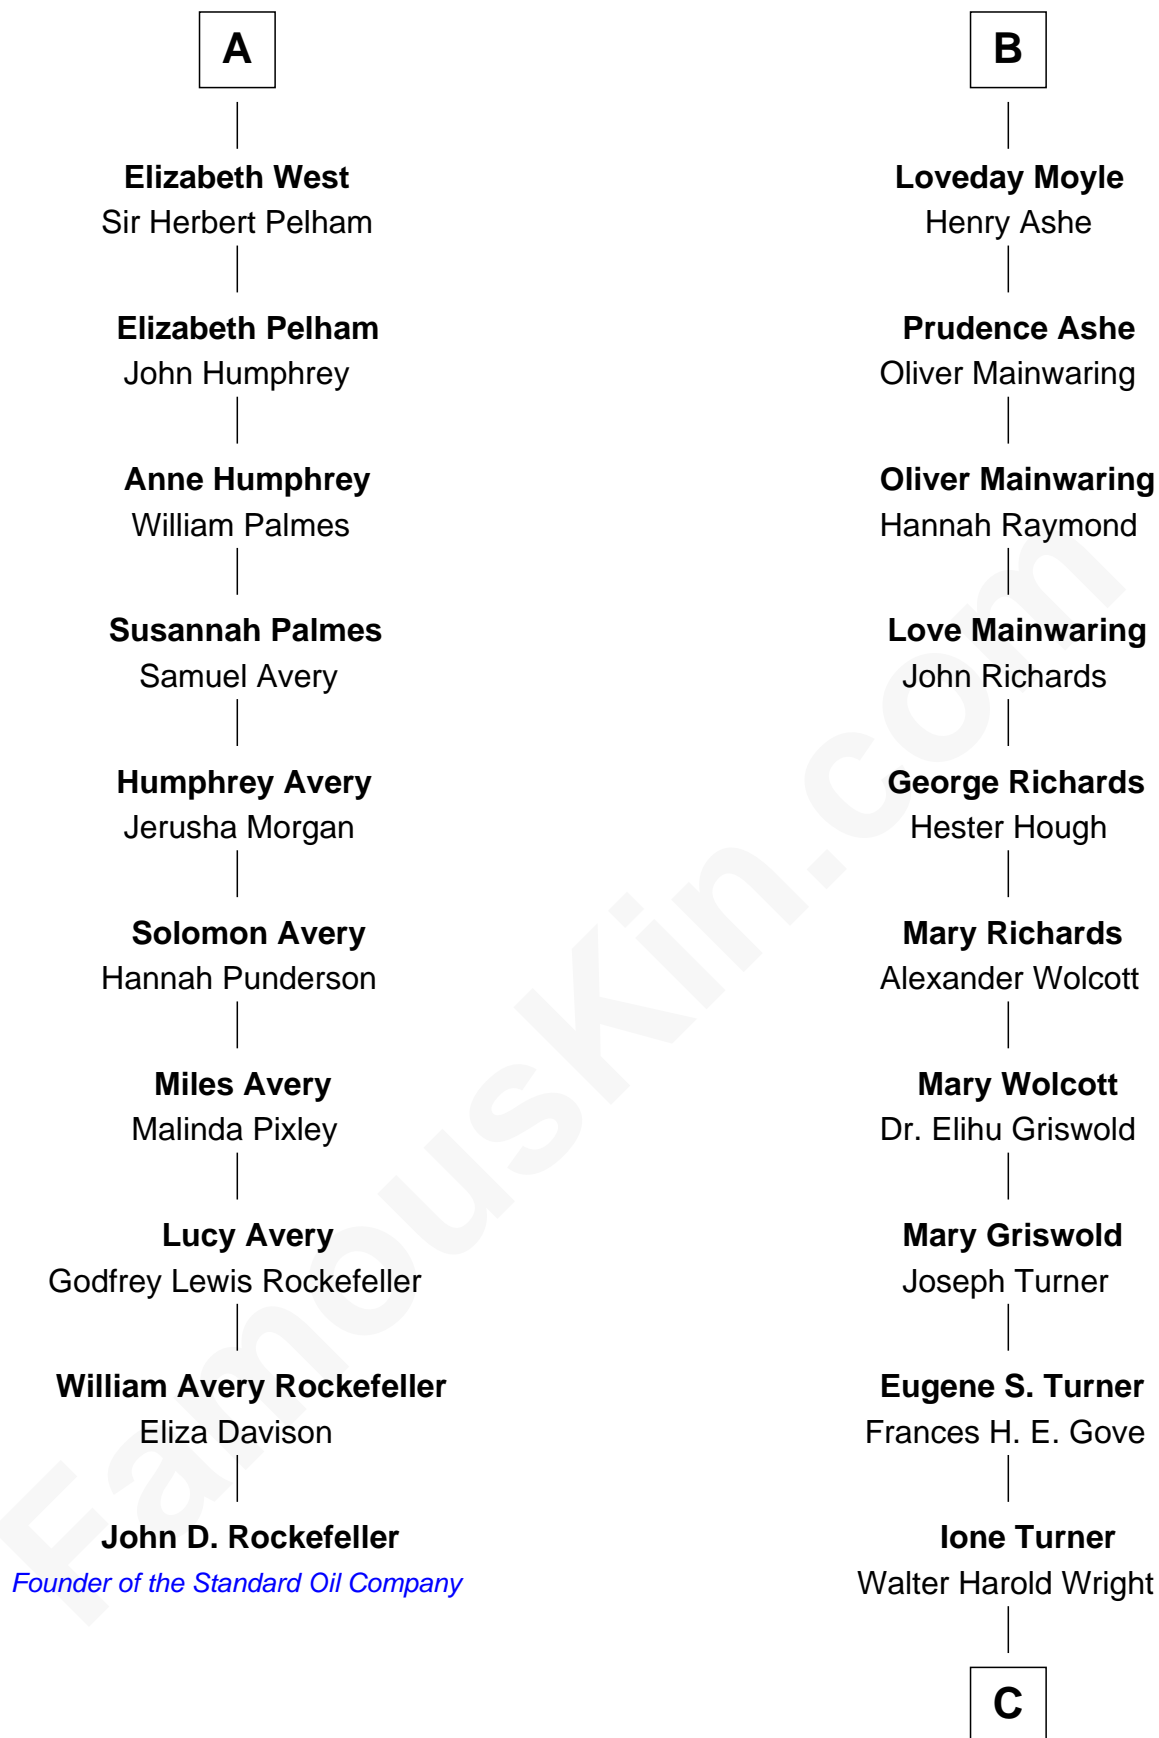 A
Elizabeth West
Sir Herbert Pelham
Elizabeth Pelham
John Humphrey
Anne Humphrey
William Palmes
Susannah Palmes
Samuel Avery
Humphrey Avery
Jerusha Morgan
Solomon Avery
Hannah Punderson
Miles Avery
Malinda Pixley
Lucy Avery
Godfrey Lewis Rockefeller
William Avery Rockefeller
Eliza Davison
John D. Rockefeller
Founder of the Standard Oil Company
B
Loveday Moyle
Henry Ashe
Prudence Ashe
Oliver Mainwaring
Oliver Mainwaring
Hannah Raymond
Love Mainwaring
John Richards
George Richards
Hester Hough
Mary Richards
Alexander Wolcott
Mary Wolcott
Dr. Elihu Griswold
Mary Griswold
Joseph Turner
Eugene S. Turner
Frances H. E. Gove
Ione Turner
Walter Harold Wright
C
FamousKin.com